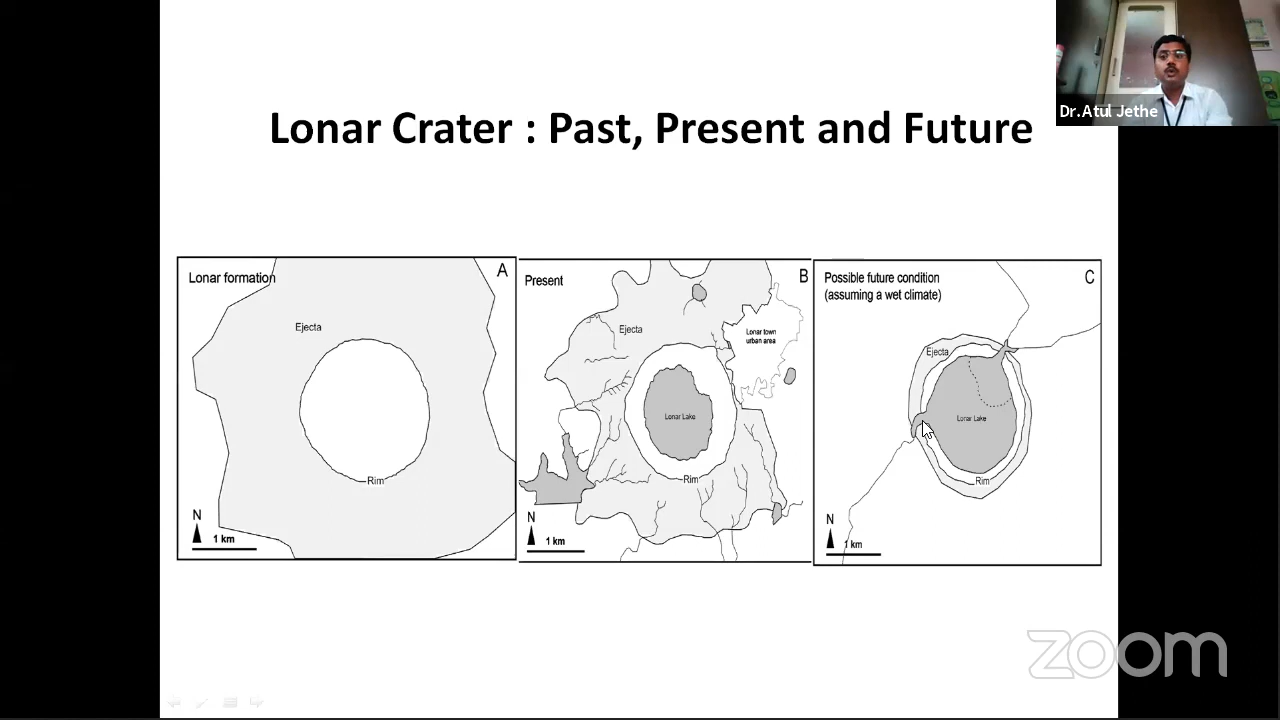 Dr.Atul Jethe
Lonar Crater : Past, Present and Future
Lonar formation
A
Ejecta
Rim
N
1 km
Present
B
Ejecta
Lonar town
urban area
Lonar Lake
Rim
N
1 km
Possible future condition
(assuming a wet climate)
C
Ejecta
Lonar Lake
Rim
N
1 km
zoom